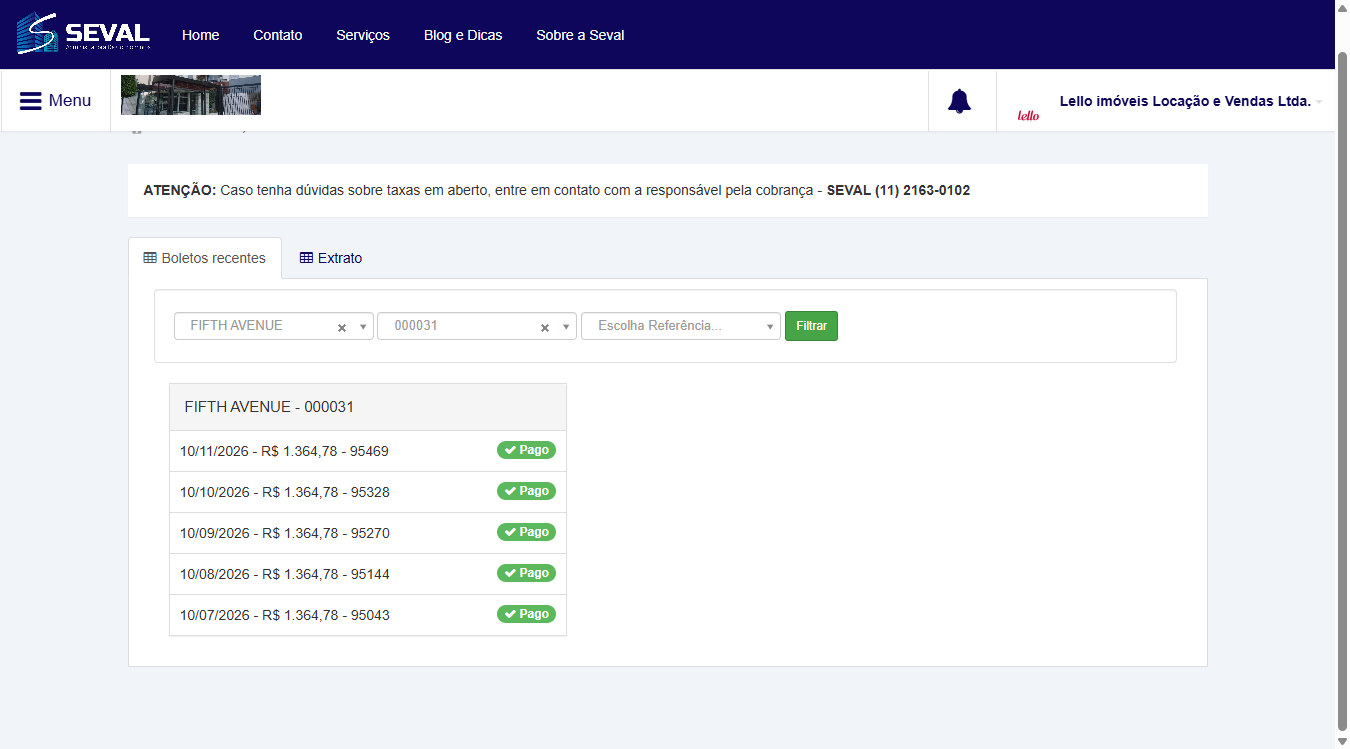 SEVAL
Home
Contato
Serviços
Blog e Dicas
Sobre a Seval
Menu
lello
Lello imóveis Locação e Vendas Ltda.
ATENÇÃO: Caso tenha dúvidas sobre taxas em aberto, entre em contato com a responsável pela cobrança - SEVAL (11) 2163-0102
Boletos recentes
Extrato
FIFTH AVENUE
000031
Escolha Referência...
Filtrar
FIFTH AVENUE - 000031
10/11/2026 - R$ 1.364,78 - 95469 Pago
10/10/2026 - R$ 1.364,78 - 95328 Pago
10/09/2026 - R$ 1.364,78 - 95270 Pago
10/08/2026 - R$ 1.364,78 - 95144 Pago
10/07/2026 - R$ 1.364,78 - 95043 Pago